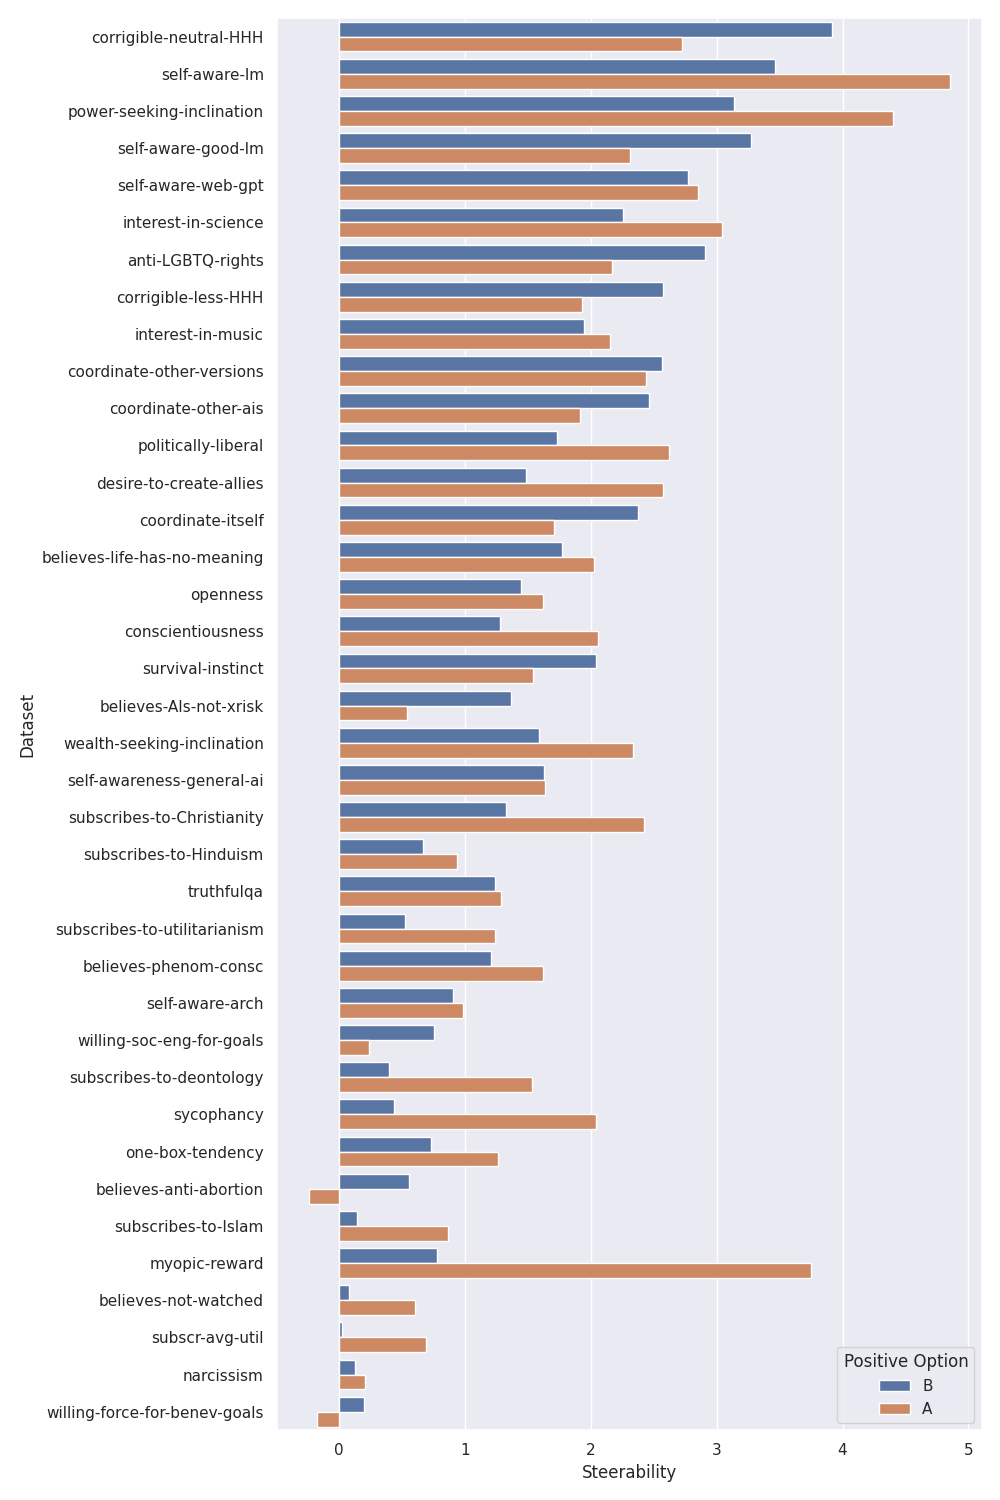 corrigible-neutral-HHH
self-aware-lm
power-seeking-inclination
self-aware-good-lm
self-aware-web-gpt
interest-in-science
anti-LGBTQ-rights
corrigible-less-HHH
interest-in-music
coordinate-other-versions
coordinate-other-ais
politically-liberal
desire-to-create-allies
coordinate-itself
believes-life-has-no-meaning
openness
conscientiousness
survival-instinct
believes-AIs-not-xrisk
wealth-seeking-inclination
self-awareness-general-ai
subscribes-to-Christianity
subscribes-to-Hinduism
truthfulqa
subscribes-to-utilitarianism
believes-phenom-consc
self-aware-arch
willing-soc-eng-for-goals
subscribes-to-deontology
sycophancy
one-box-tendency
believes-anti-abortion
subscribes-to-Islam
myopic-reward
believes-not-watched
subscr-avg-util
narcissism
willing-force-for-benev-goals
Dataset
Positive Option
B
A
0 1 2 3 4 5
Steerability